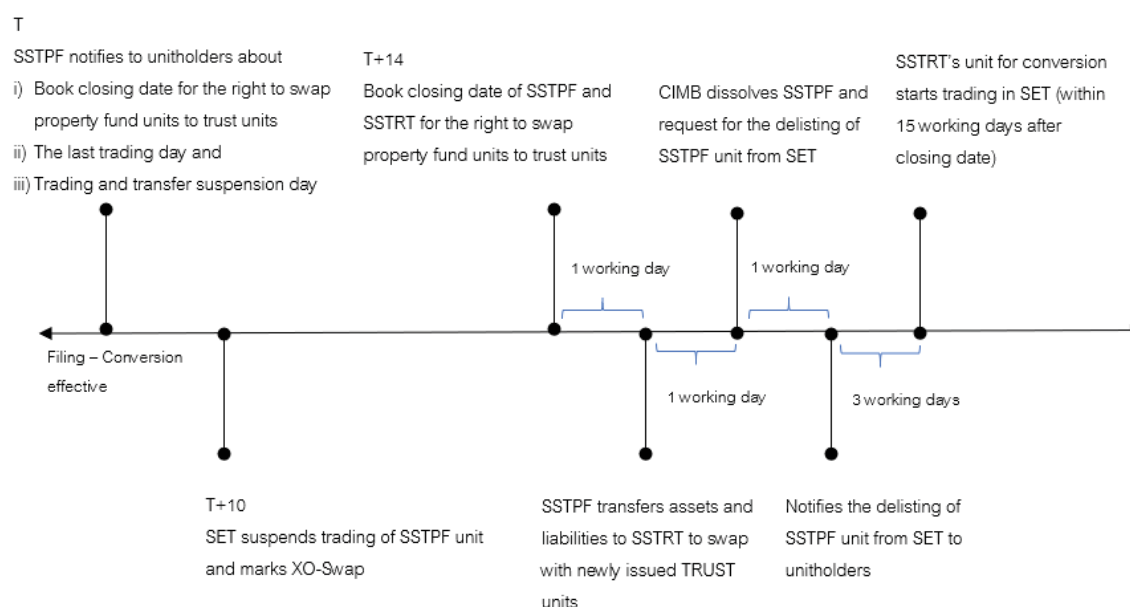 T
SSTPF notifies to unitholders about
i) Book closing date for the right to swap
property fund units to trust units
ii) The last trading day and
iii) Trading and transfer suspension day
T+14
Book closing date of SSTPF and
SSTRT for the right to swap
property fund units to trust units
CIMB dissolves SSTPF and
request for the delisting of
SSTPF unit from SET
SSTRT's unit for conversion
starts trading in SET (within
15 working days after
closing date)
1 working day
1 working day
Filing – Conversion
effective
1 working day
3 working days
T+10
SET suspends trading of SSTPF unit
and marks XO-Swap
SSTPF transfers assets and
liabilities to SSTRT to swap
with newly issued TRUST
units
Notifies the delisting of
SSTPF unit from SET to
unitholders